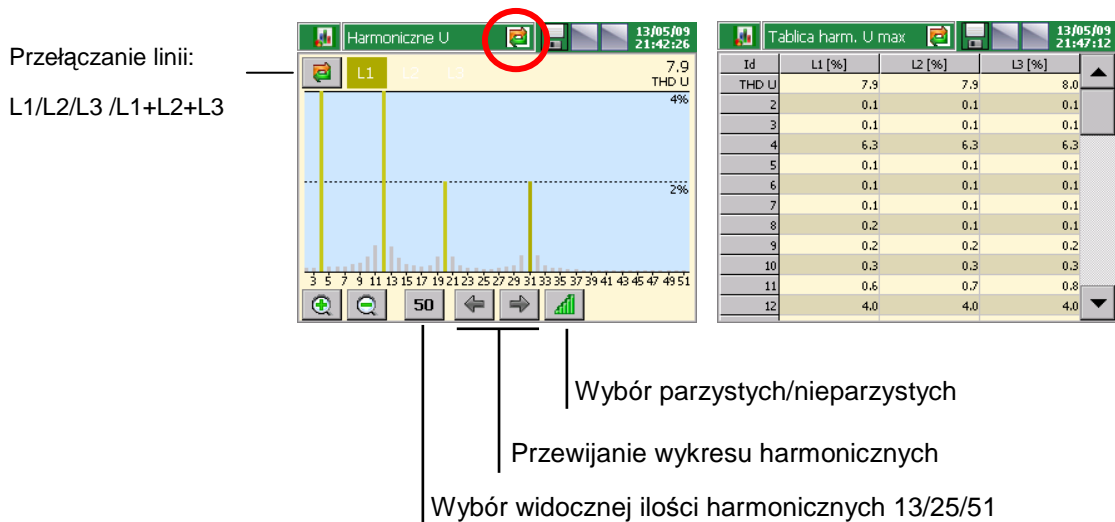 Przełączanie linii:
L1/L2/L3 /L1+L2+L3
Harmoniczne U
13/05/09
21:42:26
L1 L2 L3
7.9
THD U
4%
2%
3 5 7 9 11 13 15 17 19 21 23 25 27 29 31 33 35 37 39 41 43 45 47 49 51
50
Tablica harm. U max
13/05/09
21:47:12
Id L1 [%] L2 [%] L3 [%]
THD U 7.9 7.9 8.0
2 0.1 0.1 0.1
3 0.1 0.1 0.1
4 6.3 6.3 6.3
5 0.1 0.1 0.1
6 0.1 0.1 0.1
7 0.1 0.1 0.1
8 0.2 0.1 0.1
9 0.2 0.2 0.2
10 0.3 0.3 0.3
11 0.6 0.7 0.8
12 4.0 4.0 4.0
Wybór parzystych/nieparzystych
Przewijanie wykresu harmonicznych
Wybór widocznej ilości harmonicznych 13/25/51